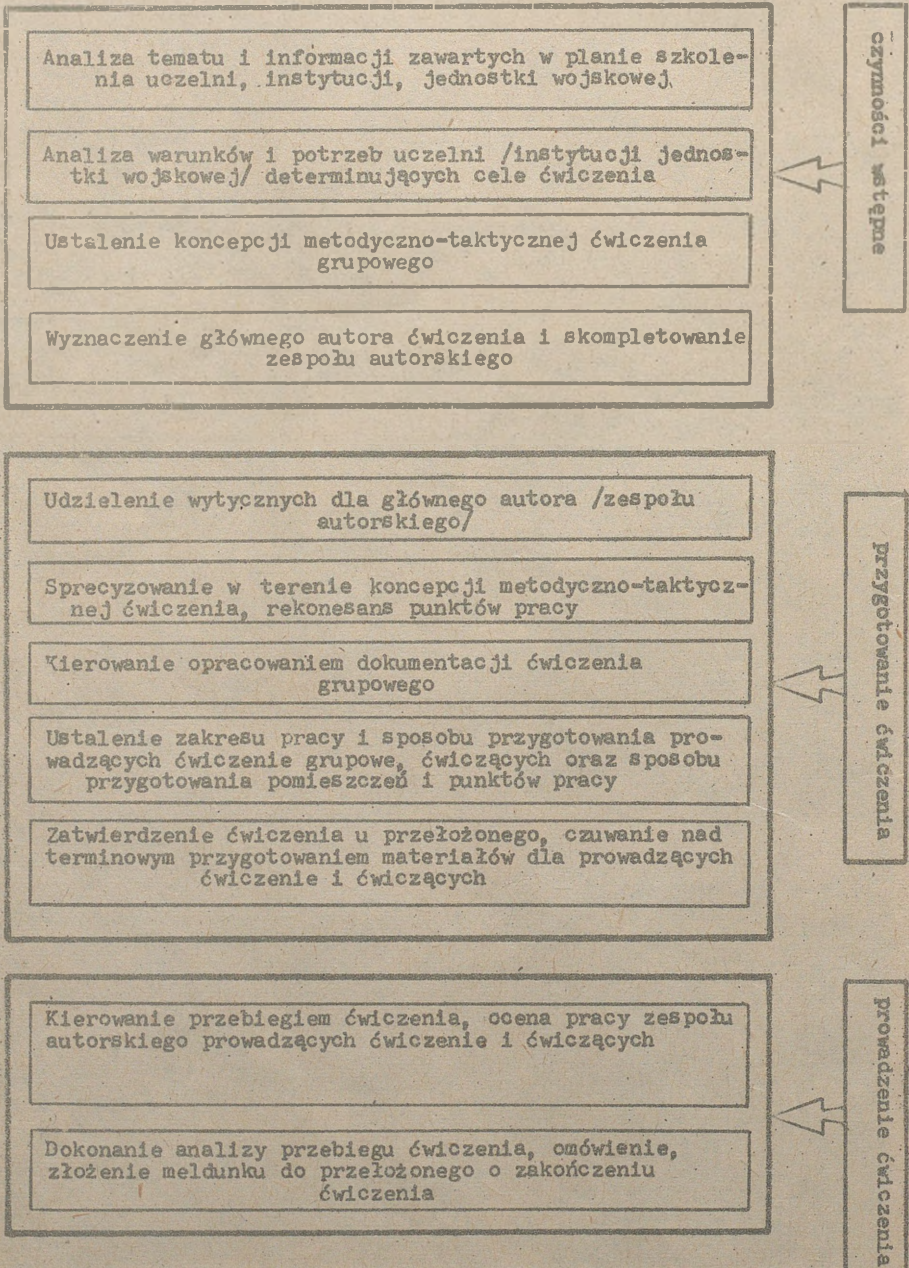 Analiza tematu i informacji zawartych w planie szkole-
nia uczelni, instytucji, jednostki wojskowej
Analiza warunków i potrzeb uczelni /instytucji jednos-
tki wojskowej/ determinujących cele ćwiczenia
Ustalenie koncepcji metodyczno-taktycznej ćwiczenia
grupowego
Wyznaczenie głównego autora ćwiczenia i skompletowanie
zespołu autorskiego
czynności wstępne
Udzielenie wytycznych dla głównego autora /zespołu
autorskiego/
Sprecyzowanie w terenie koncepcji metodyczno-taktycz-
nej ćwiczenia, rekonesans punktów pracy
Kierowanie opracowaniem dokumentacji ćwiczenia
grupowego
Ustalenie zakresu pracy i sposobu przygotowania pro-
wadzących ćwiczenie grupowe, ćwiczących oraz sposobu
przygotowania pomieszczeń i punktów pracy
Zatwierdzenie ćwiczenia u przełożonego, czuwanie nad
terminowym przygotowaniem materiałów dla prowadzących
ćwiczenie i ćwiczących
przygotowanie ćwiczenia
Kierowanie przebiegiem ćwiczenia, ocena pracy zespołu
autorskiego prowadzących ćwiczenie i ćwiczących
Dokonanie analizy przebiegu ćwiczenia, omówienie,
złożenie meldunku do przełożonego o zakończeniu
ćwiczenia
prowadzenie ćwiczenia